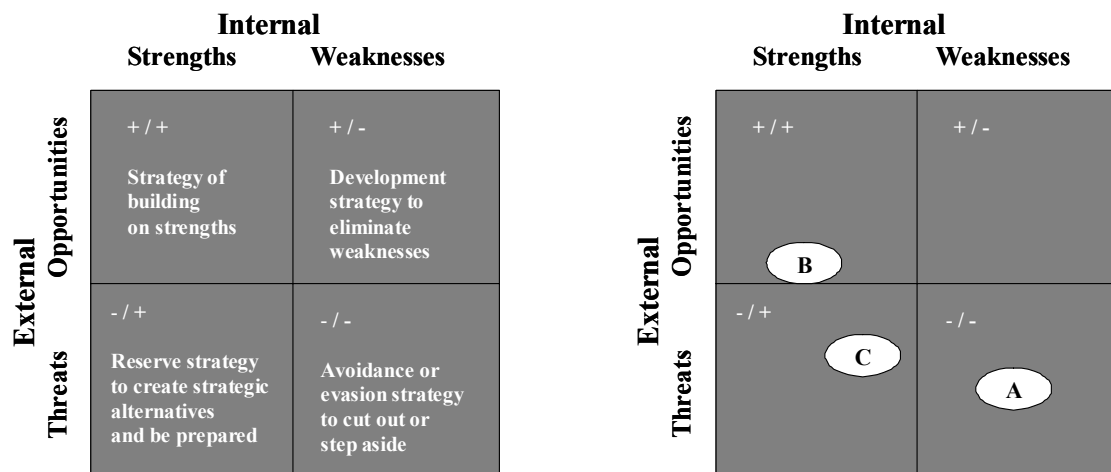 Internal
Strengths Weaknesses
External
Opportunities
Threats
+ / +
Strategy of
building
on strengths
+ / -
Development
strategy to
eliminate
weaknesses
- / +
Reserve strategy
to create strategic
alternatives
and be prepared
- / -
Avoidance or
evasion strategy
to cut out or
step aside
Internal
Strengths Weaknesses
External
Opportunities
Threats
+ / +
+ / -
B
- / +
C
- / -
A